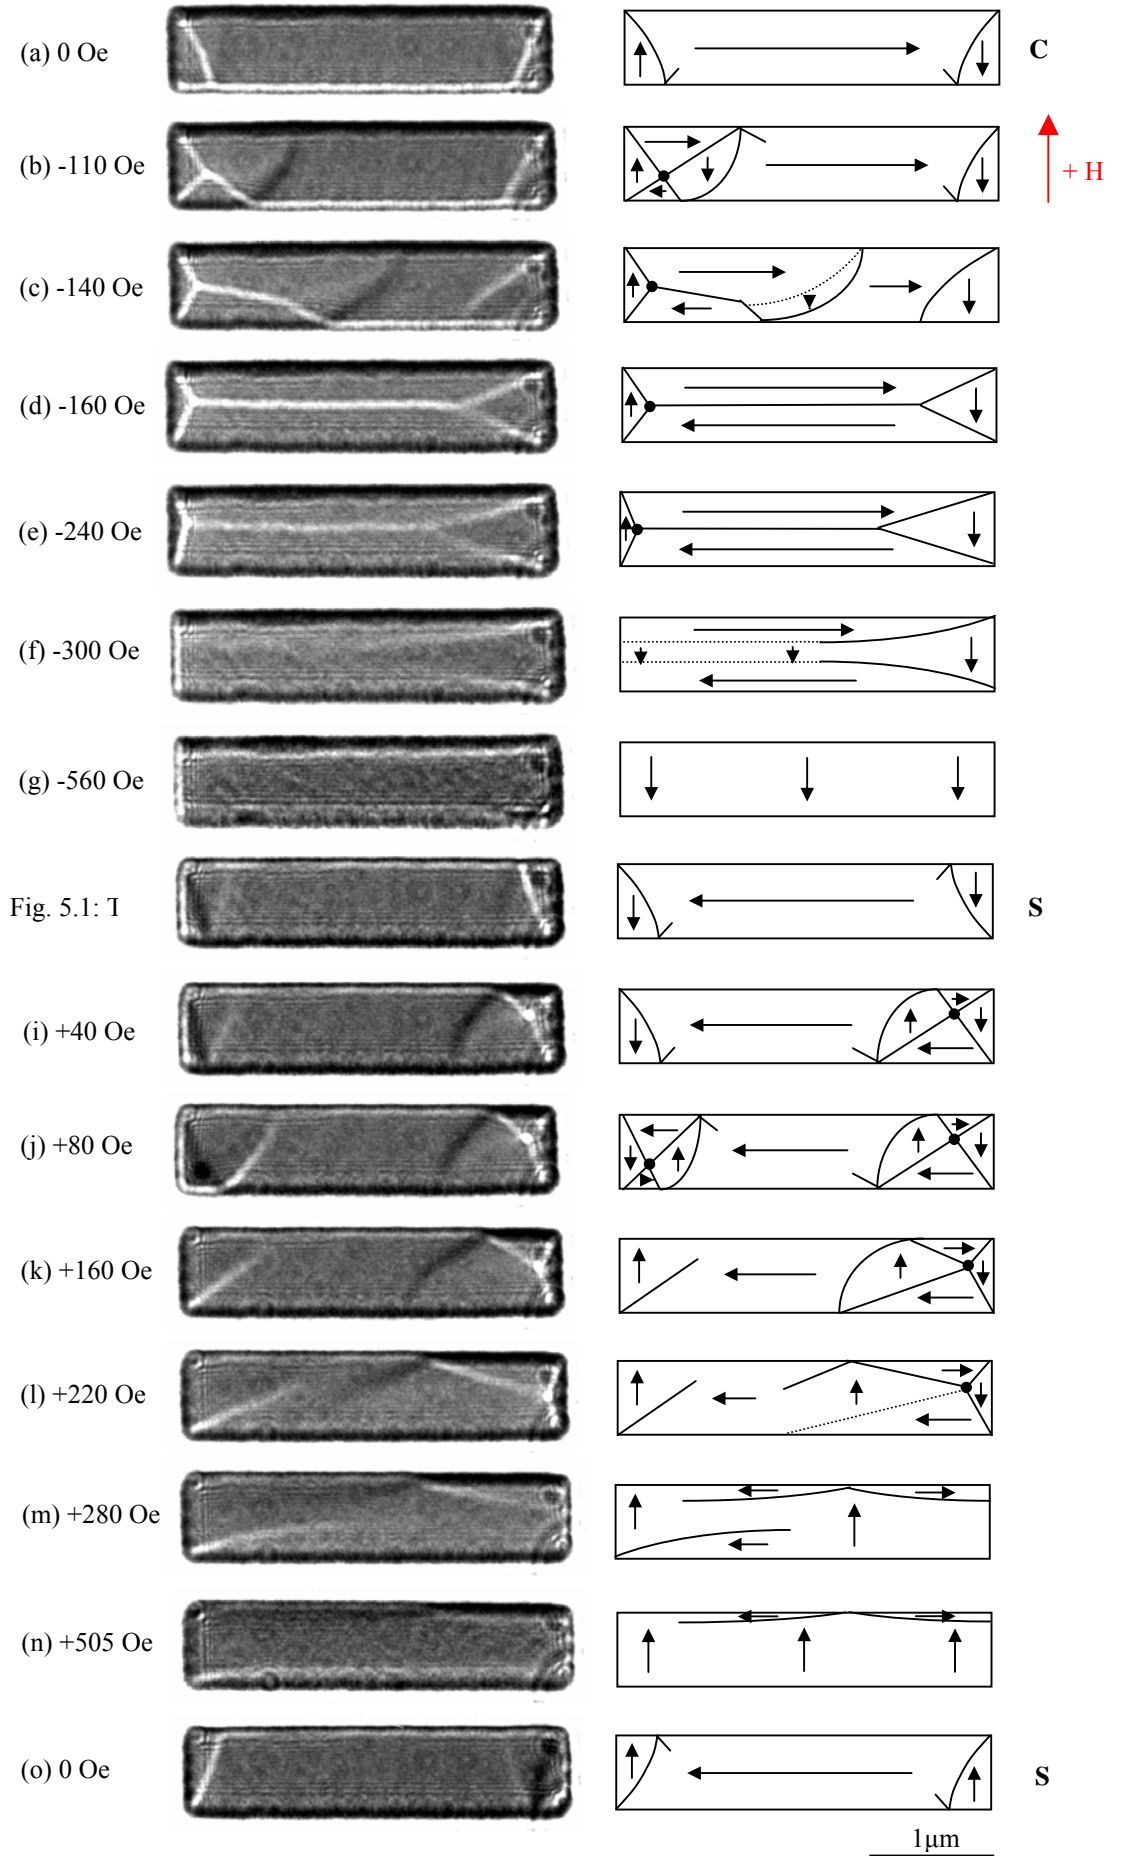 (a) 0 Oe
C
(b) -110 Oe
+ H
(c) -140 Oe
(d) -160 Oe
(e) -240 Oe
(f) -300 Oe
(g) -560 Oe
Fig. 5.1: T
S
(i) +40 Oe
(j) +80 Oe
(k) +160 Oe
(l) +220 Oe
(m) +280 Oe
(n) +505 Oe
(o) 0 Oe
S
1μm